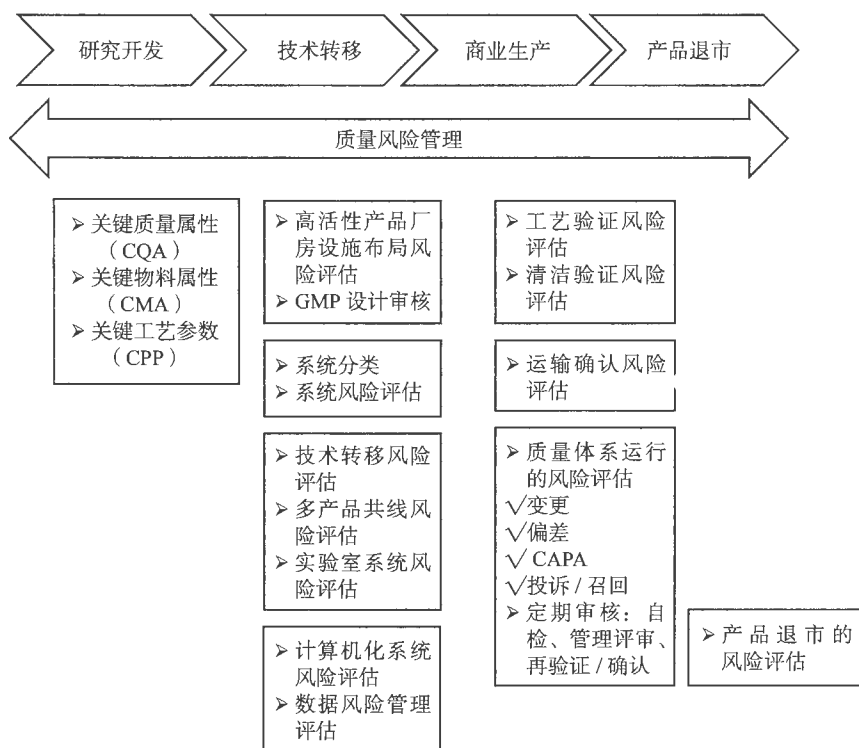 研究开发
技术转移
商业生产
产品退市
质量风险管理
➢关键质量属性
（CQA）
➢关键物料属性
（CMA）
➢关键工艺参数
（CPP）
➢高活性产品厂
房设施布局风
险评估
➢GMP 设计审核
➢系统分类
➢系统风险评估
➢技术转移风险
评估
➢多产品共线风
险评估
➢实验室系统风
险评估
➢计算机化系统
风险评估
➢数据风险管理
评估
➢工艺验证风险
评估
➢清洁验证风险
评估
➢运输确认风险
评估
➢质量体系运行
的风险评估
√变更
√偏差
√CAPA
√投诉 / 召回
➢定期审核：自
检、管理评审、
再验证 / 确认
➢产品退市的
风险评估